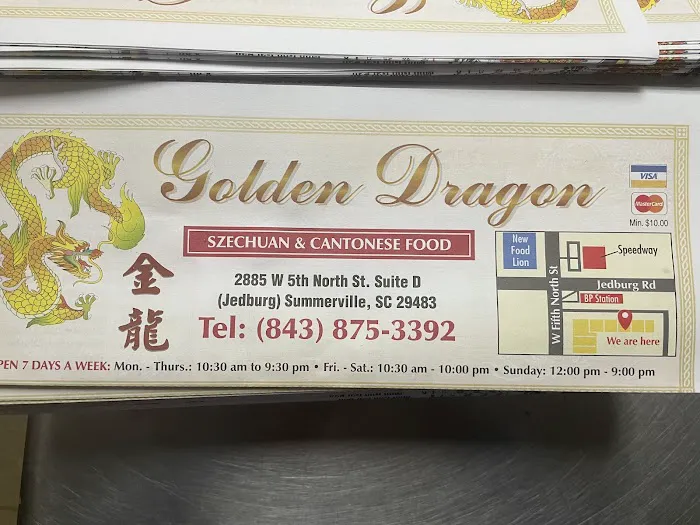 Golden Dragon
VISA
MasterCard
Min. $10.00
SZECHUAN & CANTONESE FOOD
金龍
2885 W 5th North St. Suite D
(Jedburg) Summerville, SC 29483
Tel: (843) 875-3392
New
Food
Lion
W Fifth North St
Speedway
Jedburg Rd
BP Station
We are here
PEN 7 DAYS A WEEK: Mon. - Thurs.: 10:30 am to 9:30 pm • Fri. - Sat.: 10:30 am - 10:00 pm • Sunday: 12:00 pm - 9:00 pm